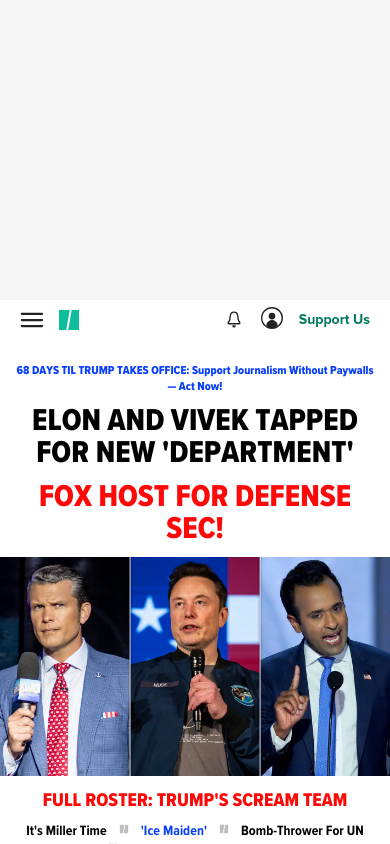 Support Us
68 DAYS TIL TRUMP TAKES OFFICE: Support Journalism Without Paywalls
— Act Now!
ELON AND VIVEK TAPPED
FOR NEW 'DEPARTMENT'
FOX HOST FOR DEFENSE
SEC!
FULL ROSTER: TRUMP'S SCREAM TEAM
It's Miller Time
'Ice Maiden'
Bomb-Thrower For UN